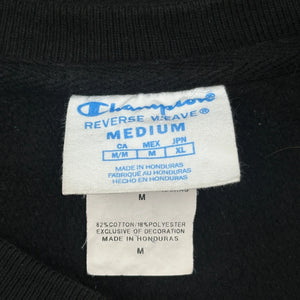 Champion
REVERSE WEAVE®
MEDIUM
CA MEX JPN
M/M M XL
MADE IN HONDURAS
FABRIQUÉ AU HONDURAS
HECHO EN HONDURAS
M
82%COTTON/18%POLYESTER
EXCLUSIVE OF DECORATION
MADE IN HONDURAS
M